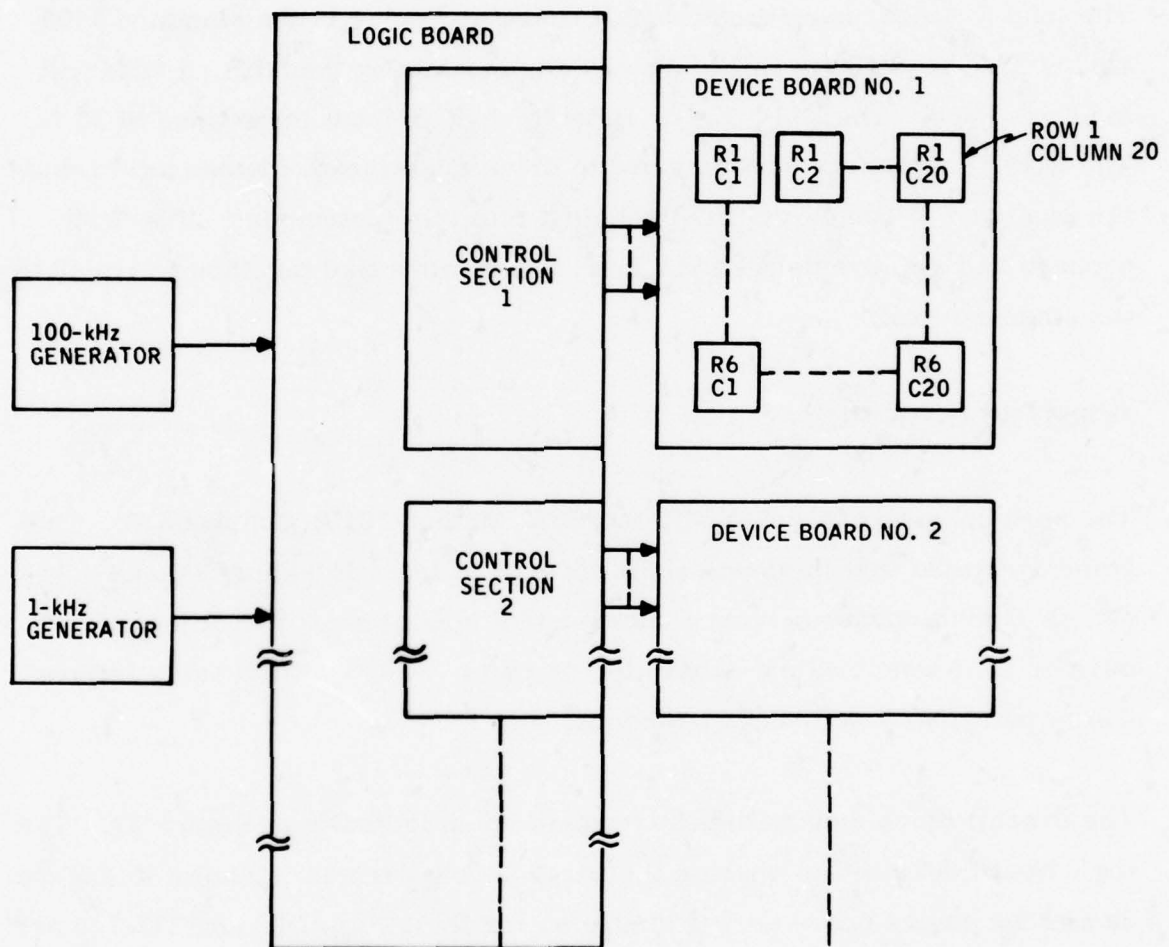 LOGIC BOARD
DEVICE BOARD NO. 1
R1
C1
R1
C2
R1
C20
ROW 1
COLUMN 20
CONTROL
SECTION
1
100-kHz
GENERATOR
R6
C1
R6
C20
CONTROL
SECTION
2
DEVICE BOARD NO. 2
1-kHz
GENERATOR